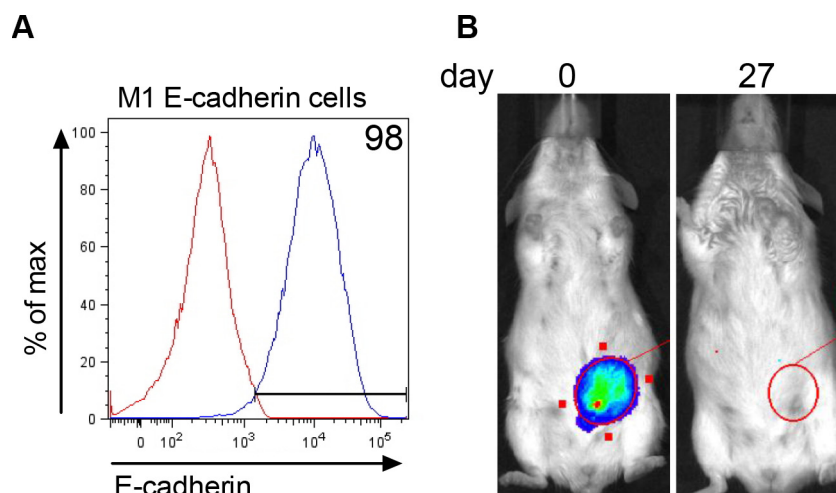 A
M1 E-cadherin cells
98
% of max
100
80
60
40
20
0
0 10² 10³ 10⁴ 10⁵
E-cadherin
B
day 0 27